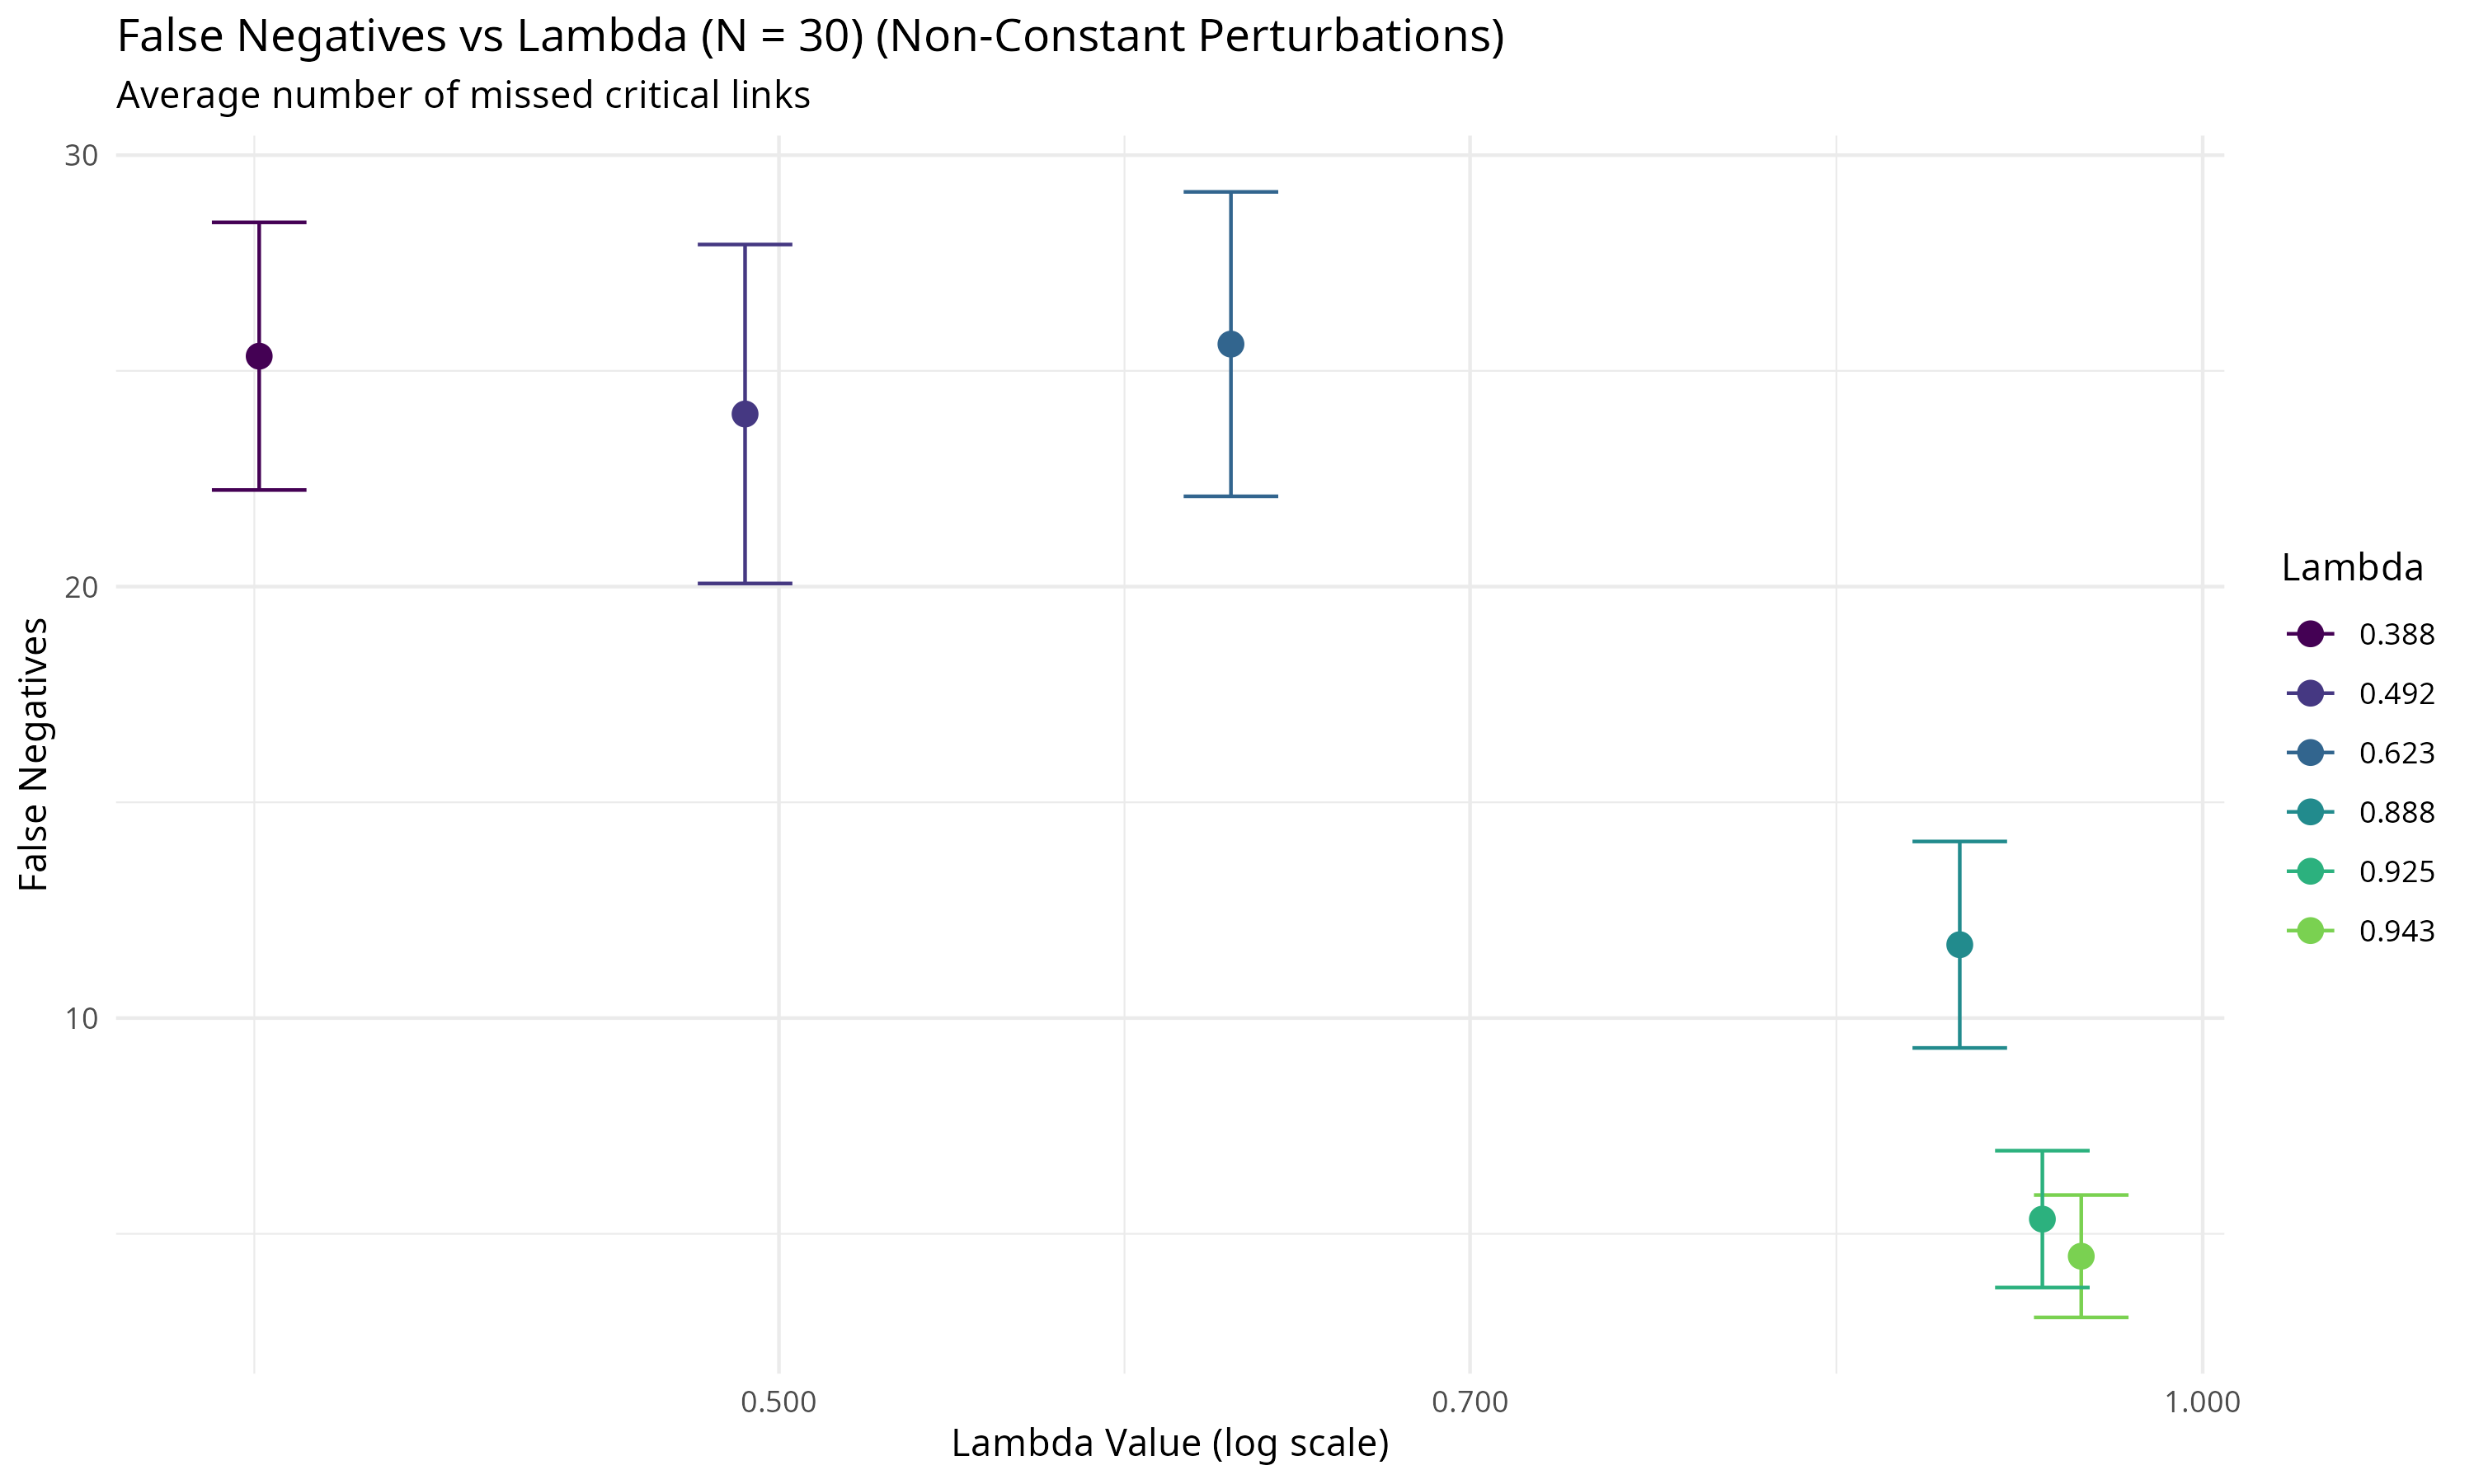 False Negatives vs Lambda (N = 30) (Non-Constant Perturbations)
Average number of missed critical links
30
20
10
False Negatives
0.500
0.700
1.000
Lambda Value (log scale)
Lambda
0.388
0.492
0.623
0.888
0.925
0.943